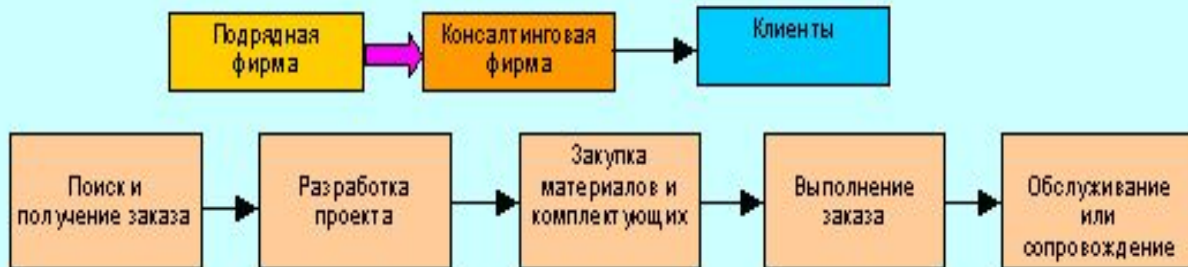 Подрядная
фирма
Консалтинговая
фирма
Клиенты
Поиск и
получение заказа
Разработка
проекта
Закупка
материалов и
комплектующих
Выполнение
заказа
Обслуживание
или
сопровождение